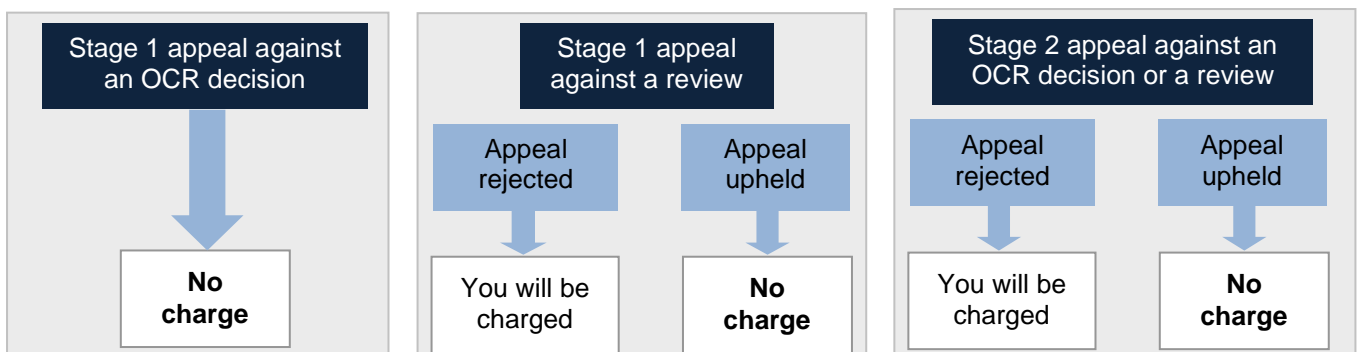 Stage 1 appeal against
an OCR decision
No
charge
Stage 1 appeal
against a review
Appeal
rejected
Appeal
upheld
You will be
charged
No
charge
Stage 2 appeal against an
OCR decision or a review
Appeal
rejected
Appeal
upheld
You will be
charged
No
charge